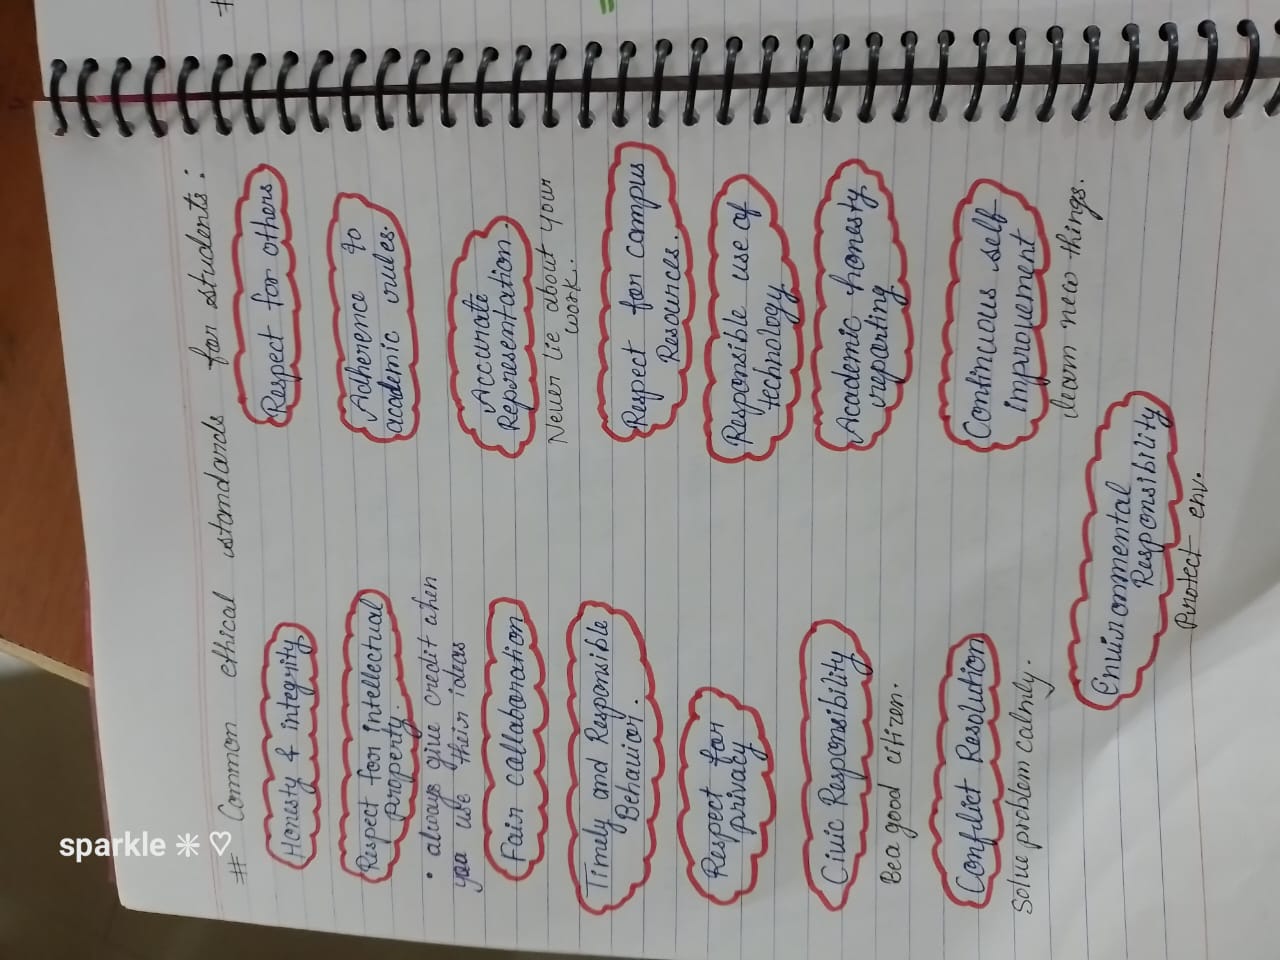 sparkle * ♡
# Common ethical standards for students:
Honesty & integrity
Respect for others
Respect for intellectual
property.
• always give credit when
you use their ideas
Adherence to
academic rules.
Fair collaboration
Accurate
Representation.
Never lie about your
work.
Timely and Responsible
Behavior.
Respect for campus
Resources.
Respect for
privacy
Responsible use of
technology
Civic Responsibility
Be a good citizen.
Academic honesty
reporting
Conflict Resolution
Solve problem calmly.
Continuous self
improvement
learn new things.
Environmental
Responsibility
Protect env.
#